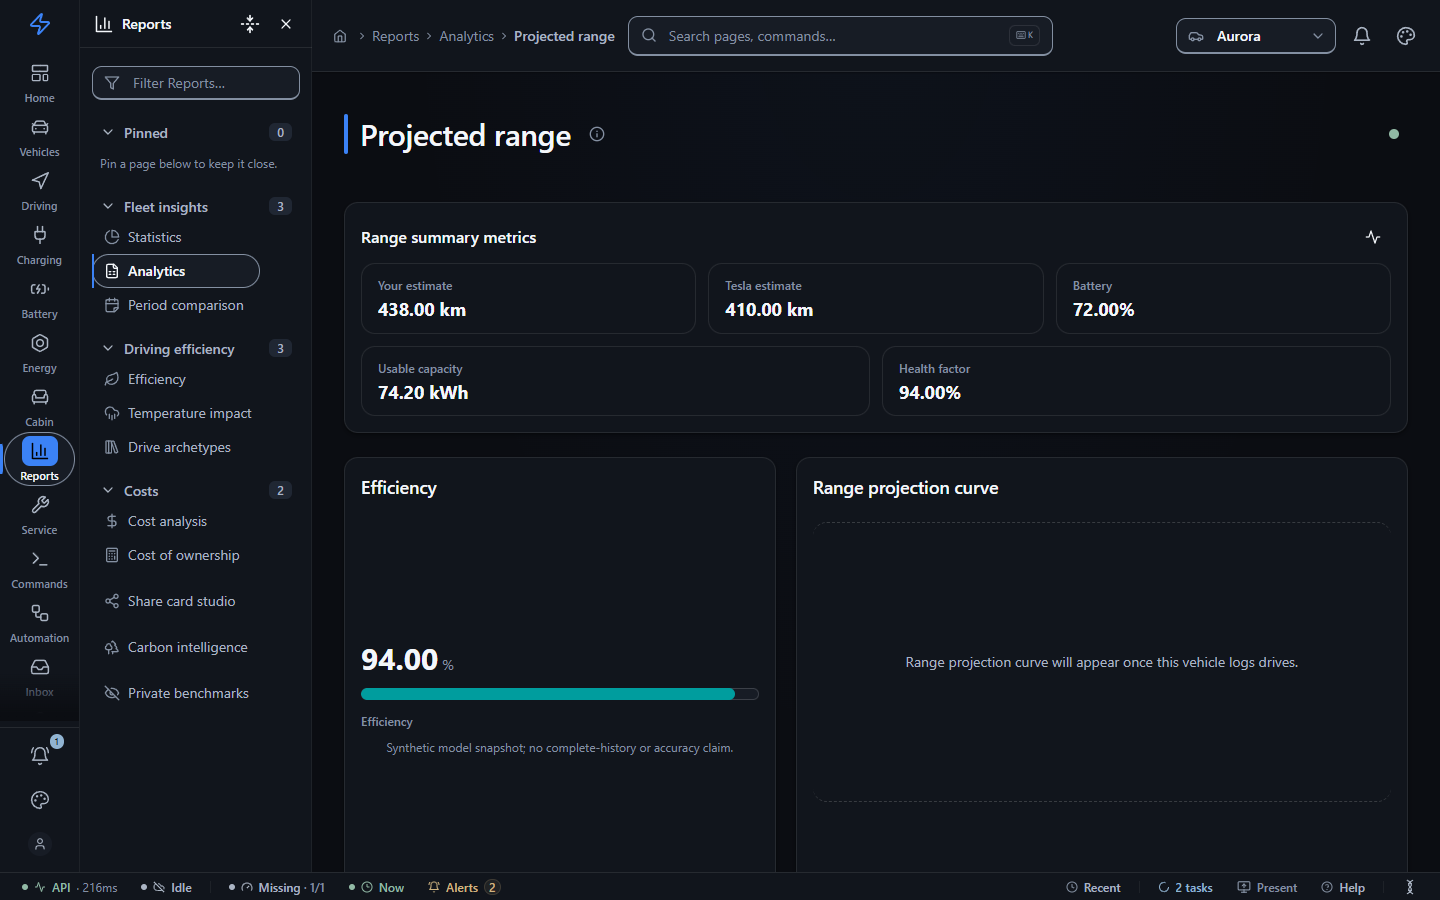 Reports
Home
Vehicles
Driving
Charging
Battery
Energy
Cabin
Reports
Service
Commands
Automation
Inbox
1
Filter Reports...
Pinned 0
Pin a page below to keep it close.
Fleet insights 3
Statistics
Analytics
Period comparison
Driving efficiency 3
Efficiency
Temperature impact
Drive archetypes
Costs 2
Cost analysis
Cost of ownership
Share card studio
Carbon intelligence
Private benchmarks
Reports > Analytics > Projected range
Search pages, commands... K
Aurora
Projected range
Range summary metrics
Your estimate
438.00 km
Tesla estimate
410.00 km
Battery
72.00%
Usable capacity
74.20 kWh
Health factor
94.00%
Efficiency
94.00 %
Efficiency
Synthetic model snapshot; no complete-history or accuracy claim.
Range projection curve
Range projection curve will appear once this vehicle logs drives.
API · 216ms Idle Missing · 1/1 Now Alerts 2 Recent 2 tasks Present Help